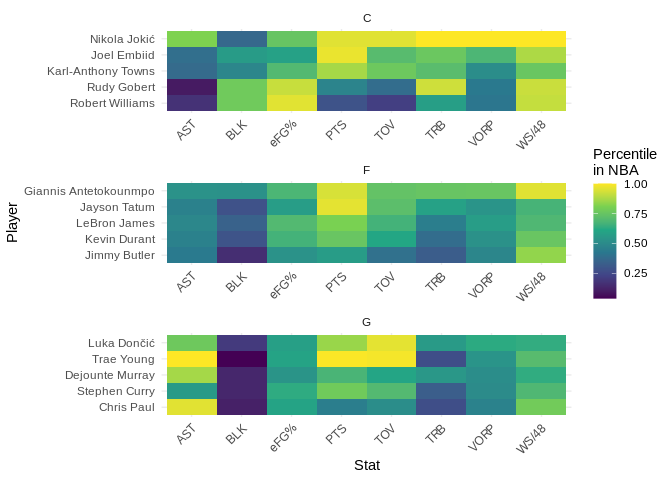 C
Nikola Jokić
Joel Embiid
Karl-Anthony Towns
Rudy Gobert
Robert Williams
AST BLK eFG% PTS TOV TRB VORP WS/48
F
Giannis Antetokounmpo
Jayson Tatum
LeBron James
Kevin Durant
Jimmy Butler
AST BLK eFG% PTS TOV TRB VORP WS/48
G
Luka Dončić
Trae Young
Dejounte Murray
Stephen Curry
Chris Paul
AST BLK eFG% PTS TOV TRB VORP WS/48
Stat
Player
Percentile
in NBA
1.00
0.75
0.50
0.25